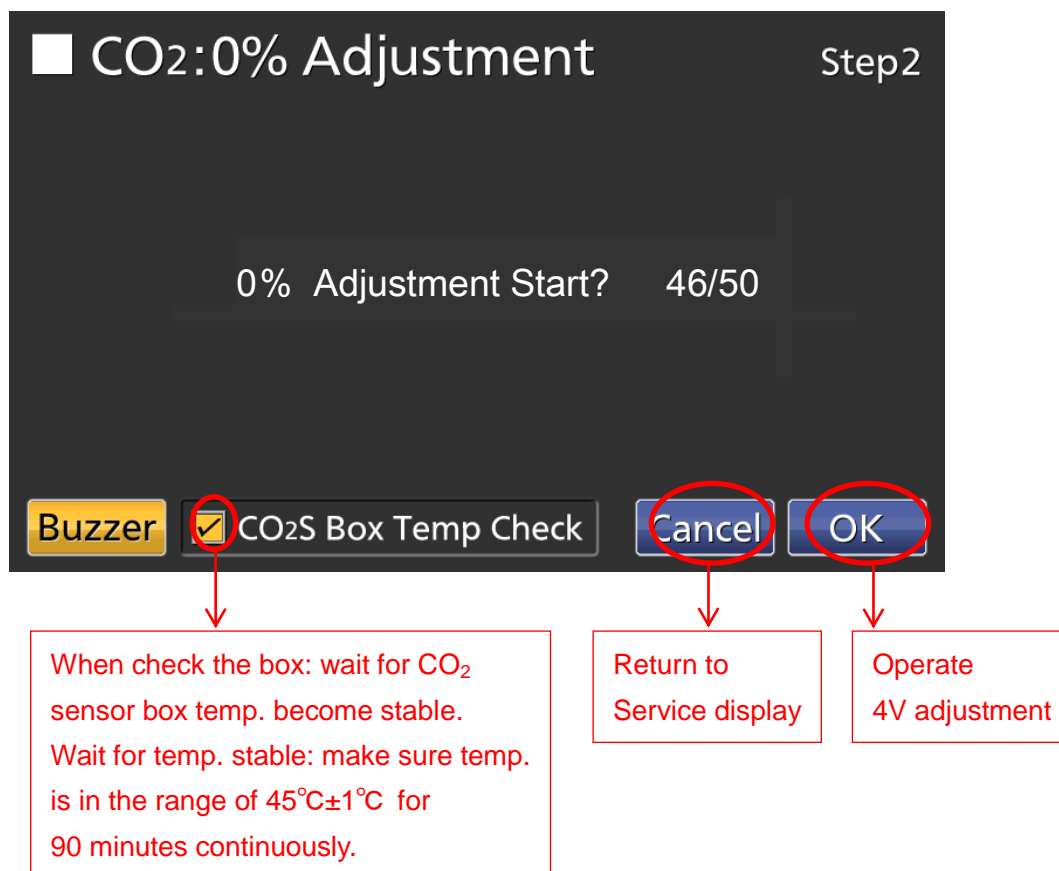 CO2:0% Adjustment Step2
0% Adjustment Start? 46/50
Buzzer CO2S Box Temp Check Cancel OK
When check the box: wait for CO₂
sensor box temp. become stable.
Wait for temp. stable: make sure temp.
is in the range of 45℃±1℃ for
90 minutes continuously.
Return to
Service display
Operate
4V adjustment